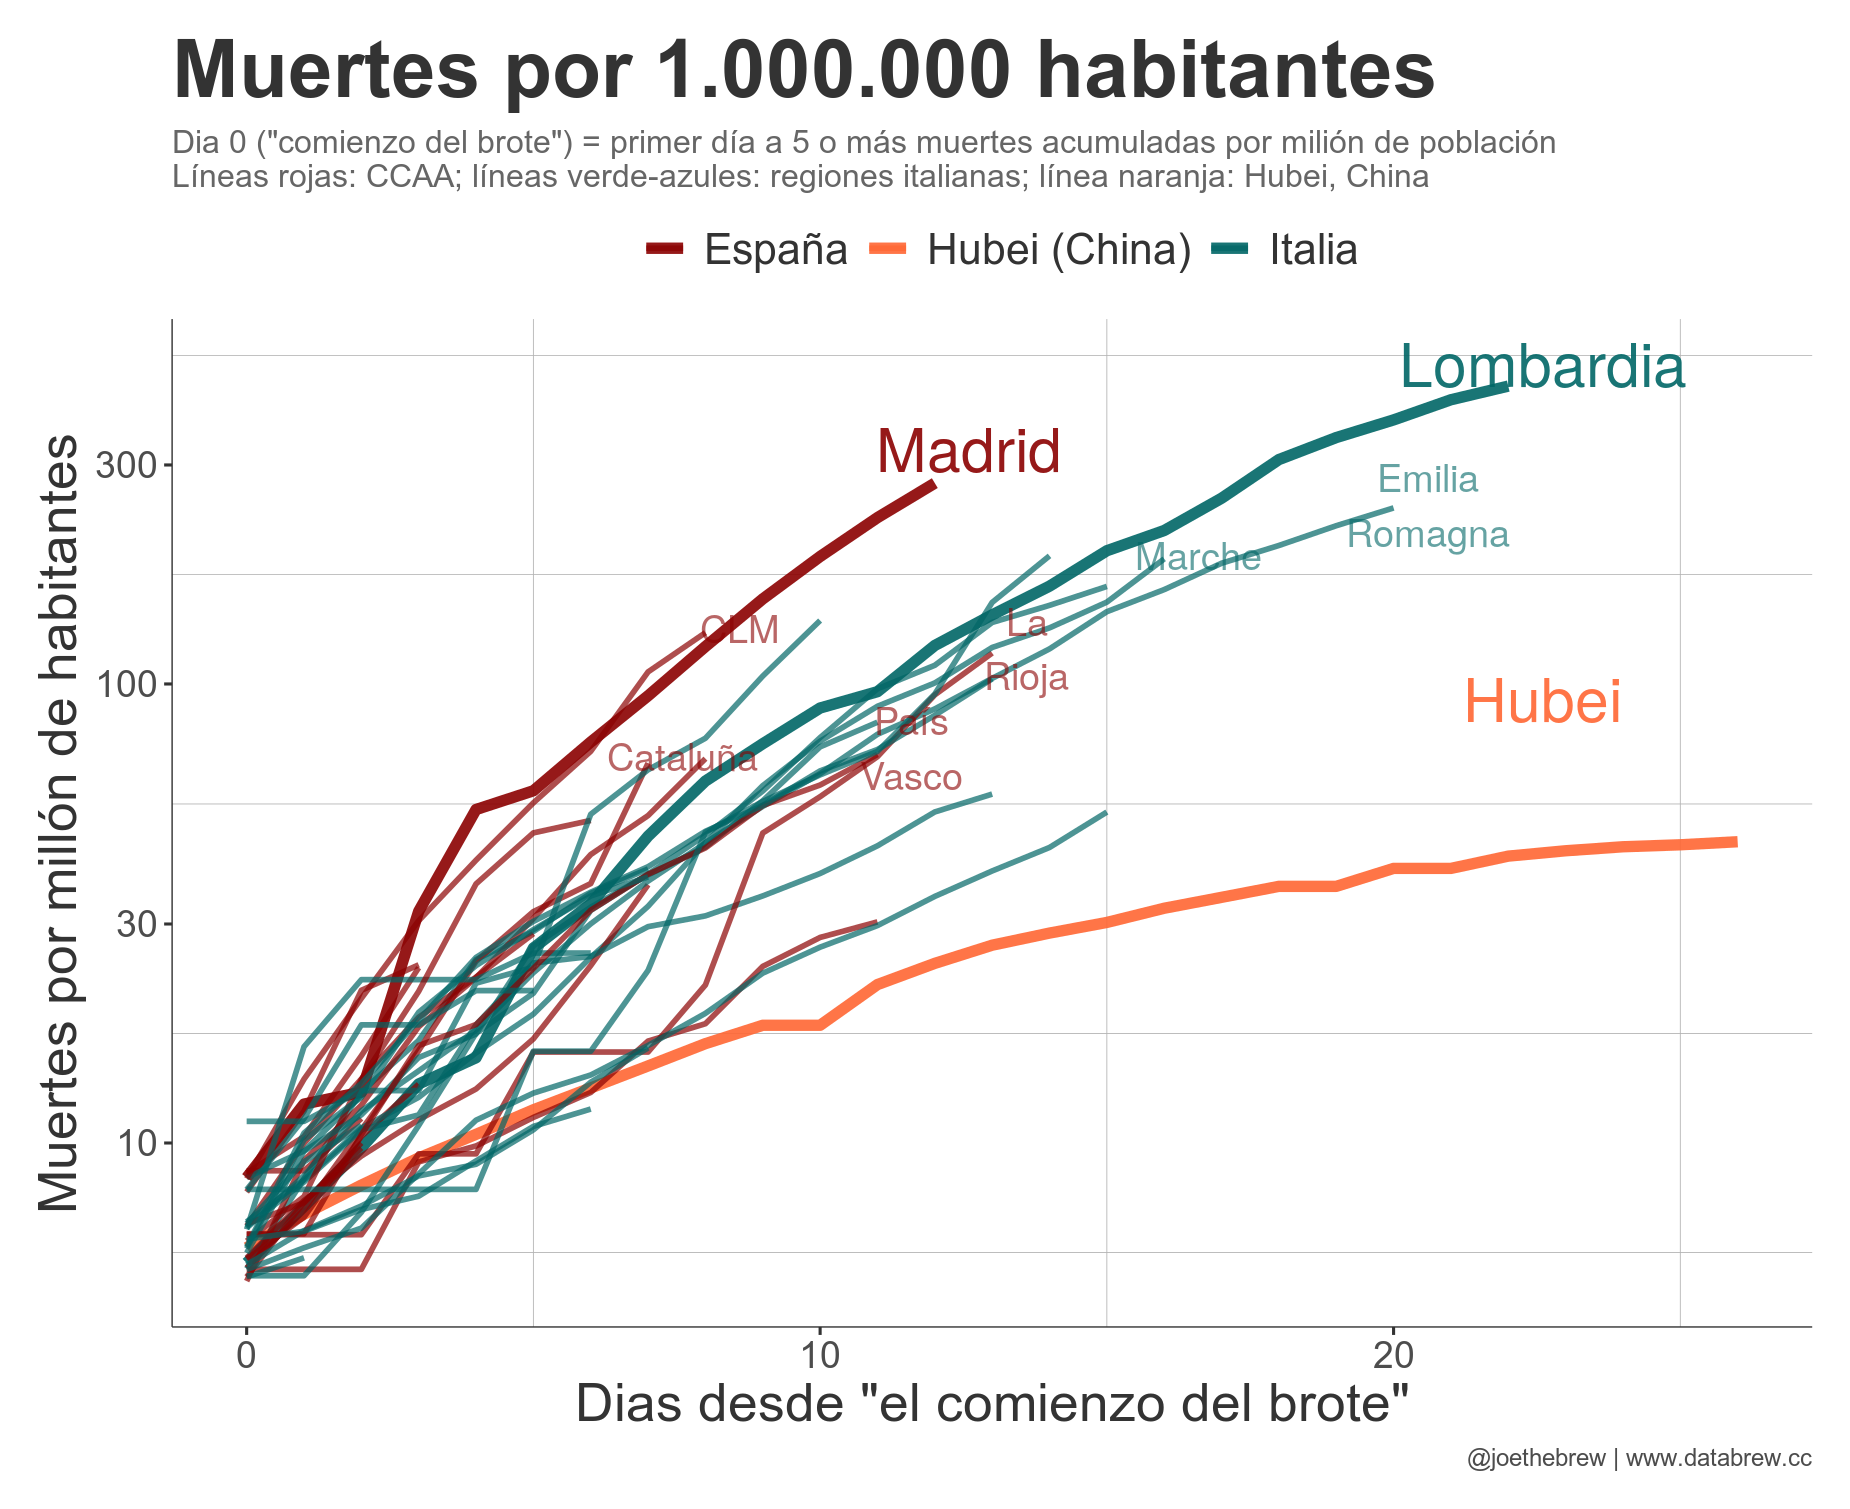 Muertes por 1.000.000 habitantes
Dia 0 ("comienzo del brote") = primer día a 5 o más muertes acumuladas por milión de población
Líneas rojas: CCAA; líneas verde-azules: regiones italianas; línea naranja: Hubei, China
España Hubei (China) Italia
Muertes por millón de habitantes
300
100
30
10
Lombardia
Madrid
Emilia
Romagna
Marche
CLM
La
Rioja
Hubei
País
Vasco
Cataluña
0 10 20
Dias desde "el comienzo del brote"
@joethebrew | www.databrew.cc